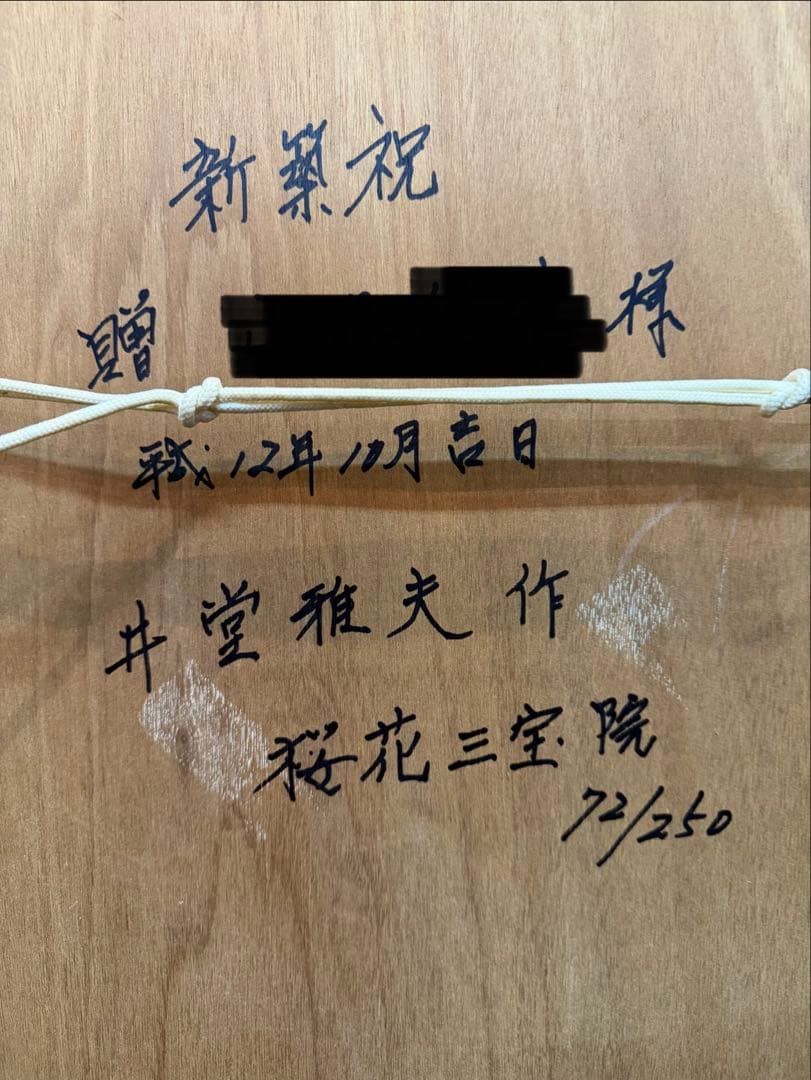 新築祝
贈 様
平成12年10月吉日
井堂雅夫作
桜花三宝院
72/250